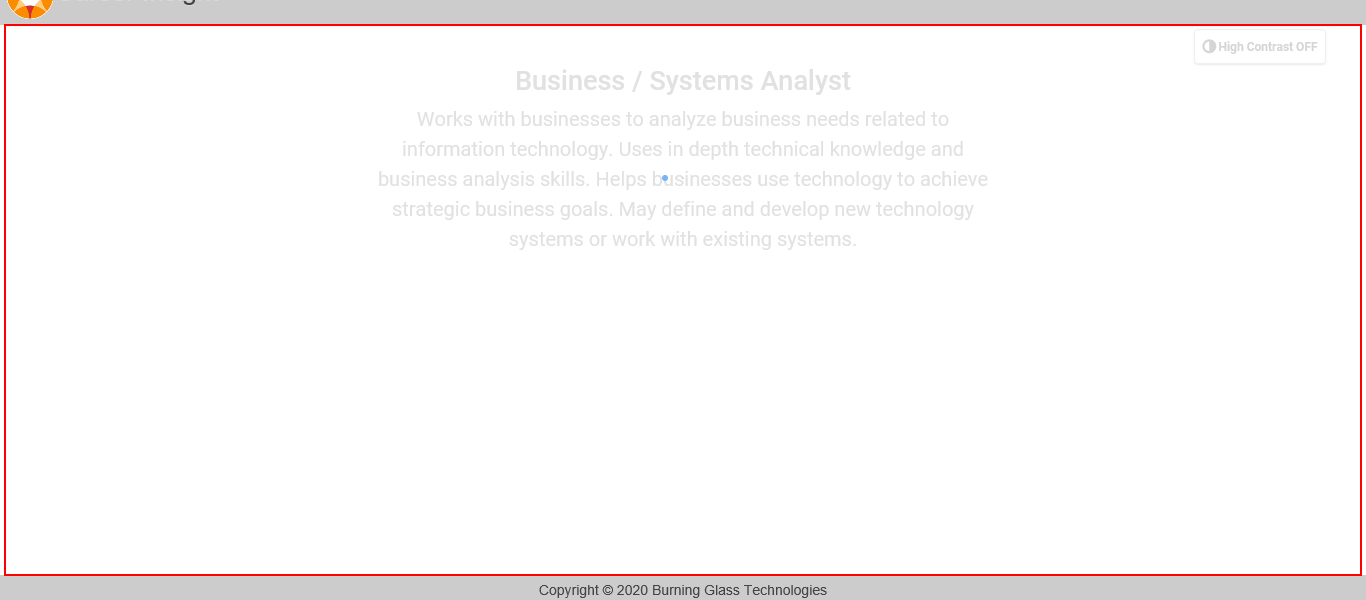 High Contrast OFF
Business / Systems Analyst
Works with businesses to analyze business needs related to
information technology. Uses in depth technical knowledge and
business analysis skills. Helps businesses use technology to achieve
strategic business goals. May define and develop new technology
systems or work with existing systems.
Copyright © 2020 Burning Glass Technologies